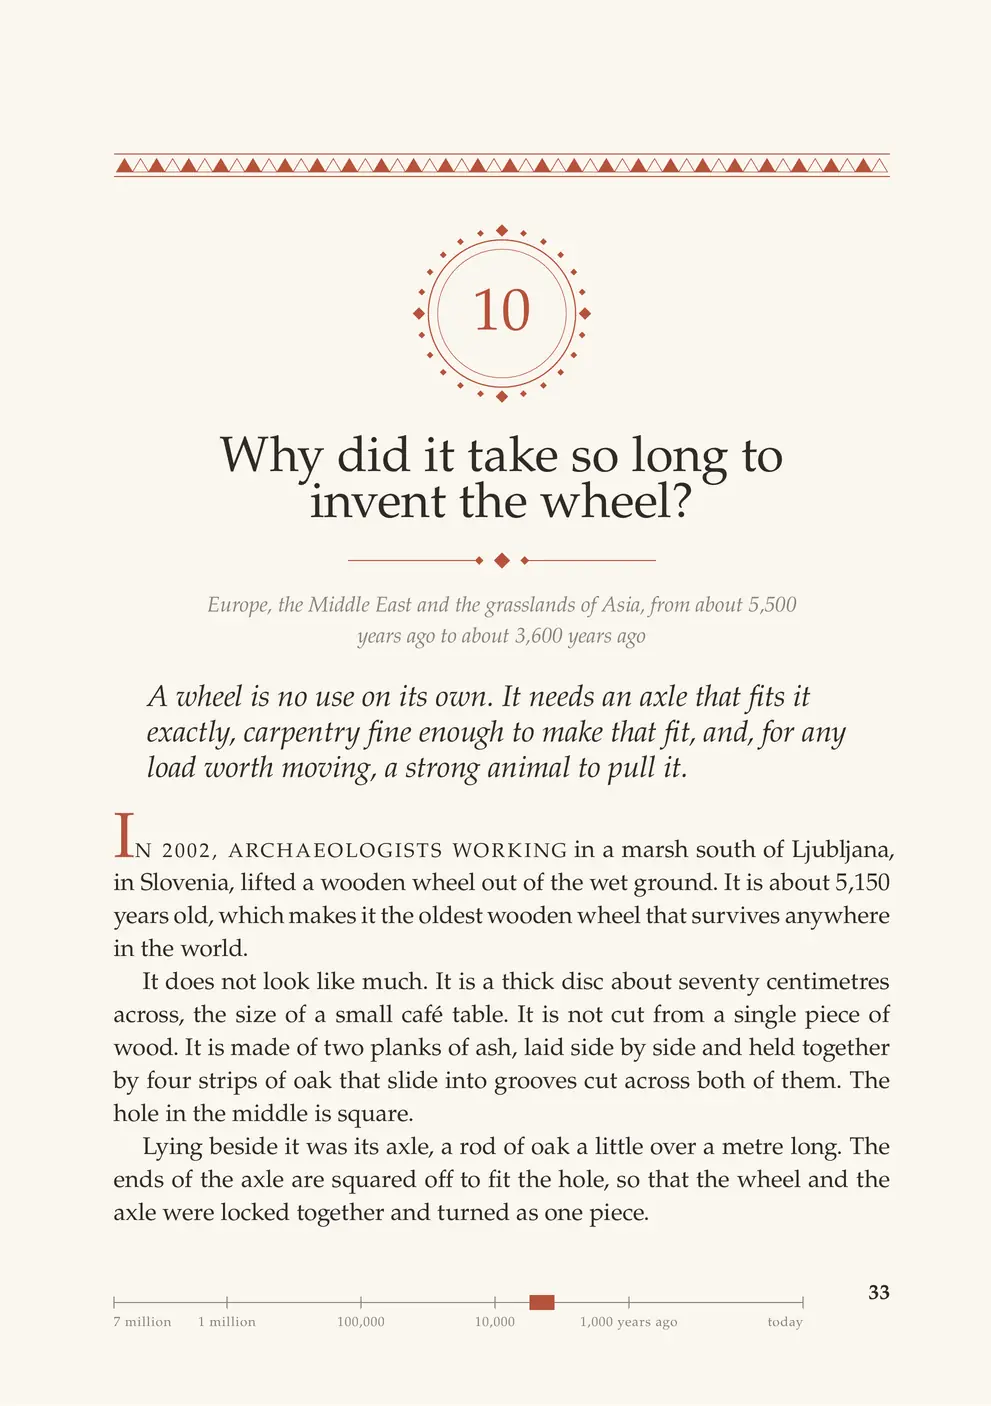 10
Why did it take so long to
invent the wheel?
Europe, the Middle East and the grasslands of Asia, from about 5,500
years ago to about 3,600 years ago
A wheel is no use on its own. It needs an axle that fits it
exactly, carpentry fine enough to make that fit, and, for any
load worth moving, a strong animal to pull it.
IN 2002, ARCHAEOLOGISTS WORKING in a marsh south of Ljubljana,
in Slovenia, lifted a wooden wheel out of the wet ground. It is about 5,150
years old, which makes it the oldest wooden wheel that survives anywhere
in the world.
It does not look like much. It is a thick disc about seventy centimetres
across, the size of a small café table. It is not cut from a single piece of
wood. It is made of two planks of ash, laid side by side and held together
by four strips of oak that slide into grooves cut across both of them. The
hole in the middle is square.
Lying beside it was its axle, a rod of oak a little over a metre long. The
ends of the axle are squared off to fit the hole, so that the wheel and the
axle were locked together and turned as one piece.
33
7 million 1 million 100,000 10,000 1,000 years ago today